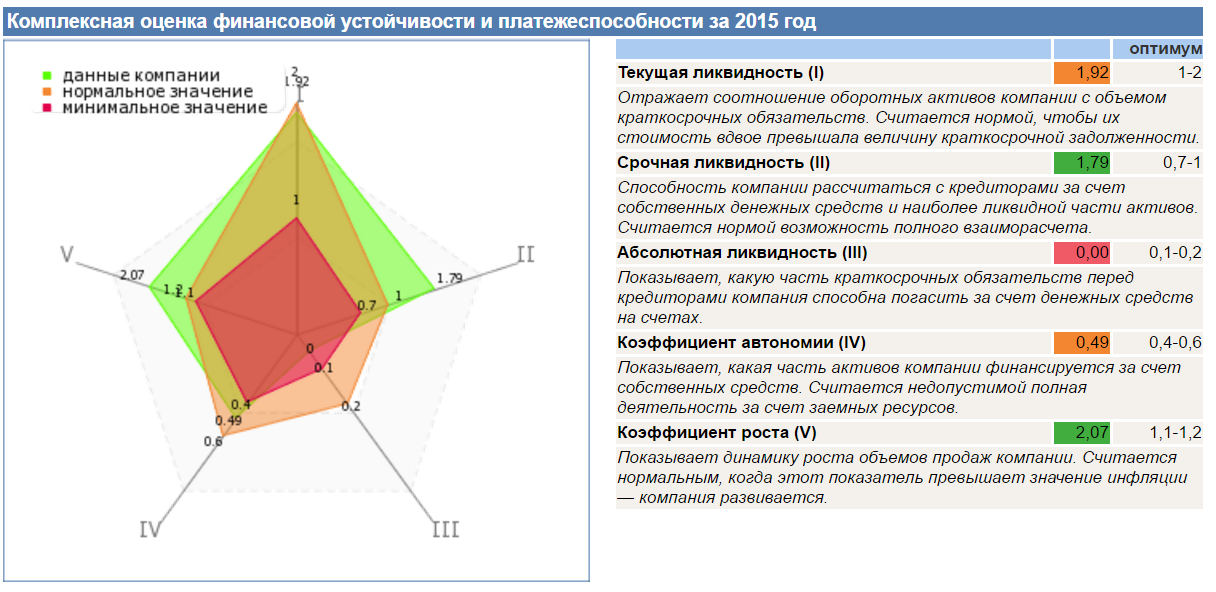 Комплексная оценка финансовой устойчивости и платежеспособности за 2015 год
данные компании
нормальное значение
минимальное значение
2
1.92
I
1
V
2.07
1.2
1.1
II
1.79
1
0.7
0
0.1
0.2
0.4
0.49
0.6
IV
III
оптимум
Текущая ликвидность (I) 1,92 1-2
Отражает соотношение оборотных активов компании с объемом
краткосрочных обязательств. Считается нормой, чтобы их
стоимость вдвое превышала величину краткосрочной задолженности.
Срочная ликвидность (II) 1,79 0,7-1
Способность компании рассчитаться с кредиторами за счет
собственных денежных средств и наиболее ликвидной части активов.
Считается нормой возможность полного взаиморасчета.
Абсолютная ликвидность (III) 0,00 0,1-0,2
Показывает, какую часть краткосрочных обязательств перед
кредиторами компания способна погасить за счет денежных средств
на счетах.
Коэффициент автономии (IV) 0,49 0,4-0,6
Показывает, какая часть активов компании финансируется за счет
собственных средств. Считается недопустимой полная
деятельность за счет заемных ресурсов.
Коэффициент роста (V) 2,07 1,1-1,2
Показывает динамику роста объемов продаж компании. Считается
нормальным, когда этот показатель превышает значение инфляции
— компания развивается.